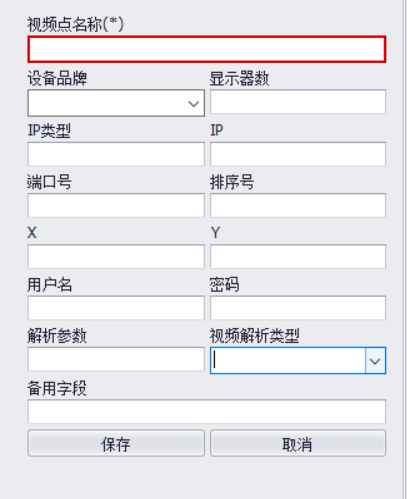 视频点名称(*)
设备品牌 显示器数
IP类型 IP
端口号 排序号
X Y
用户名 密码
解析参数 视频解析类型
备用字段
保存 取消